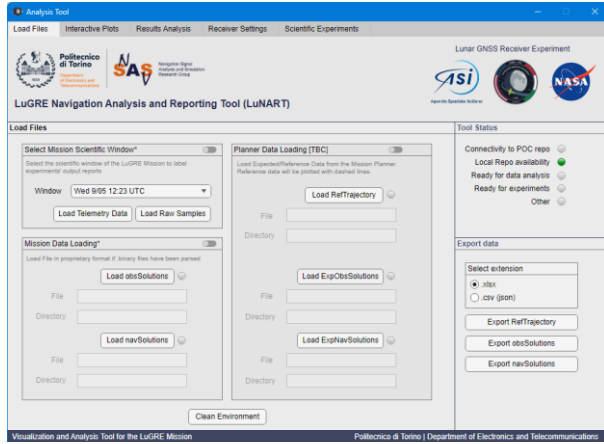 Analysis Tool
Load Files Interactive Plots Results Analysis Receiver Settings Scientific Experiments
Politecnico
di Torino
Department
of Electronics and
Telecommunications
NSAS
Navigation Signal
Analysis and Simulation
Research Group
Lunar GNSS Receiver Experiment
ASI
Agenzia Spaziale Italiana
NASA
LuGRE Navigation Analysis and Reporting Tool (LuNART)
Load Files
Select Mission Scientific Window*
Select the scientific window of the LuGRE Mission to label
experiments' output reports
Window Wed 9/05 12:23 UTC
Load Telemetry Data Load Raw Samples
Mission Data Loading*
Load File in proprietary format if .binary files have been parsed
Load obsSolutions
File
Directory
Load navSolutions
File
Directory
Planner Data Loading [TBC]
Load Expected/Reference Data from the Mission Planner.
Reference data will be plotted with dashed lines.
Load RefTrajectory
File
Directory
Load ExpObsSolutions
File
Directory
Load ExpNavSolutions
File
Directory
Clean Environment
Tool Status
Connectivity to POC repo
Local Repo availability
Ready for data analysis
Ready for experiments
Other
Export data
Select extension
.xlsx
.csv (json)
Export RefTrajectory
Export obsSolutions
Export navSolutions
Visualization and Analysis Tool for the LuGRE Mission
Politecnico di Torino | Department of Electronics and Telecommunications